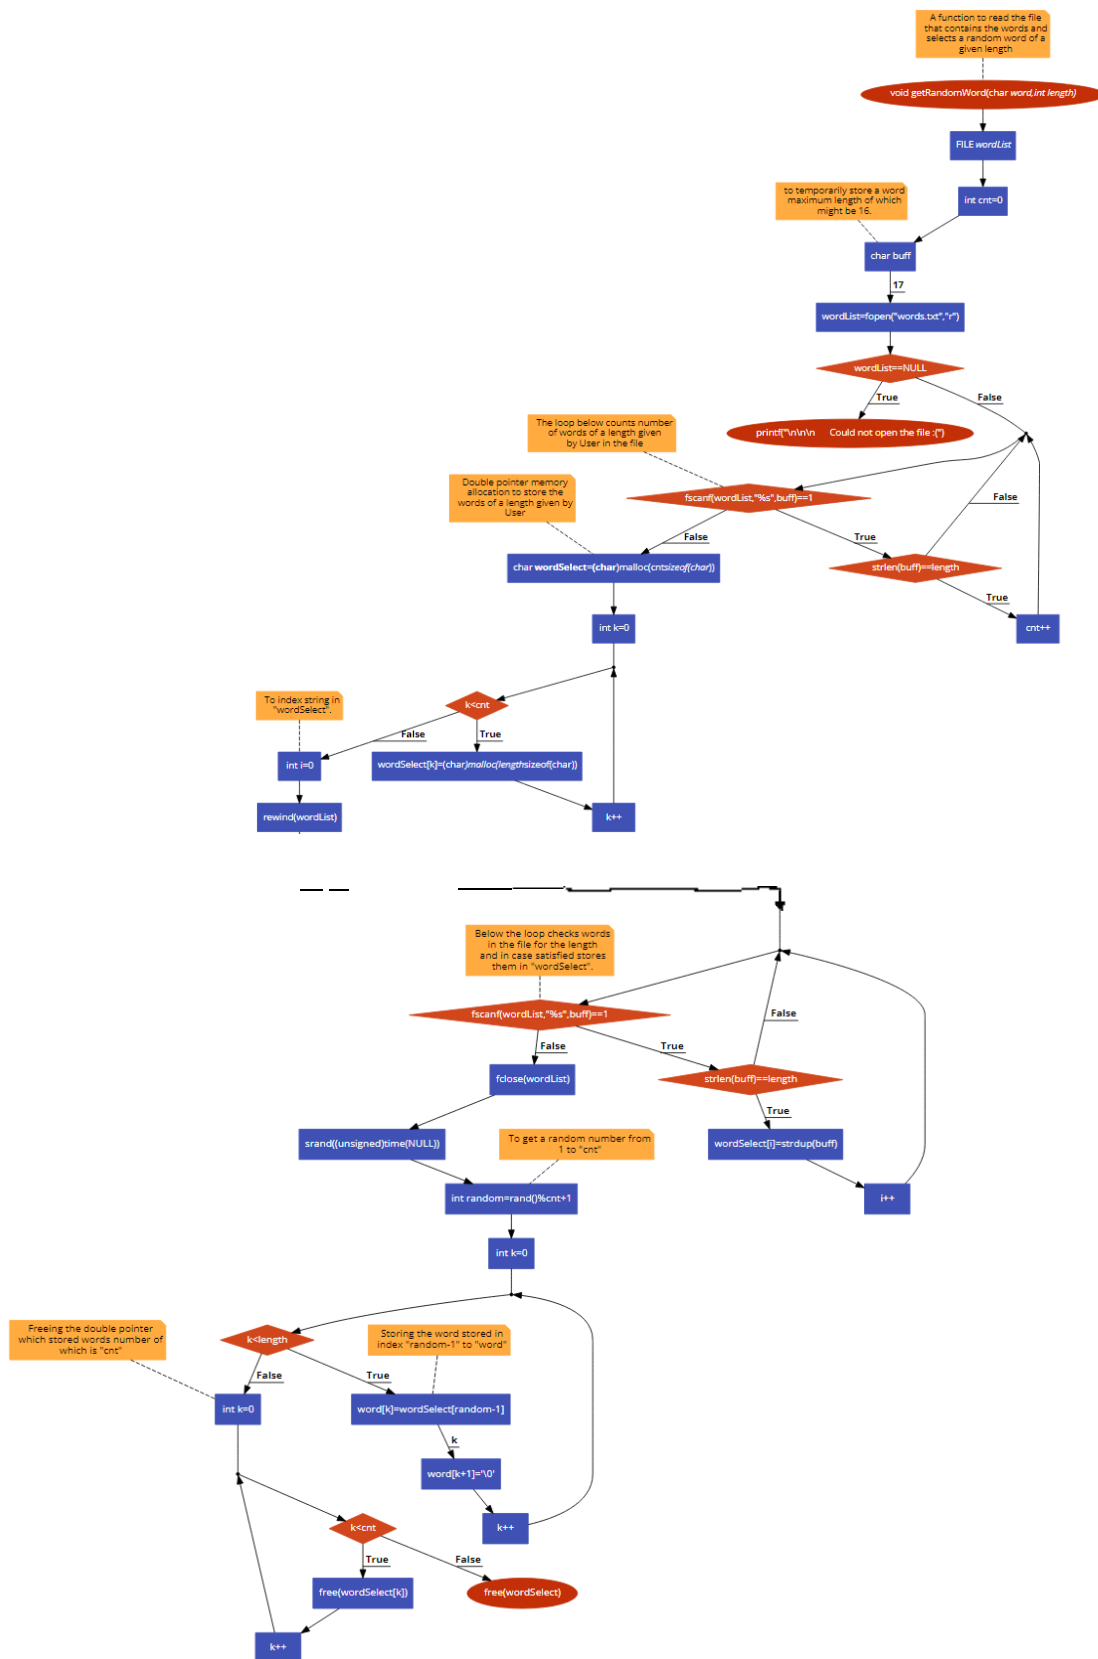 A function to read the file
that contains the words and
selects a random word of a
given length
void getRandomWord(char word,int length)
FILE wordList
int cnt=0
to temporarily store a word
maximum length of which
might be 16.
char buff
17
wordList=fopen("words.txt","r")
wordList==NULL
True
False
printf("\n\n\n Could not open the file :(")
The loop below counts number
of words of a length given
by User in the file
Double pointer memory
allocation to store the
words of a length given by
User
fscanf(wordList,"%s",buff)==1
False
False
True
char wordSelect=(char)malloc(cntsizeof(char))
strlen(buff)==length
True
int k=0
cnt++
To index string in
"wordSelect".
k<cnt
False
True
int i=0
wordSelect[k]=(char)malloc(lengthsizeof(char))
rewind(wordList)
k++
Below the loop checks words
in the file for the length
and in case satisfied stores
them in "wordSelect".
fscanf(wordList,"%s",buff)==1
False
False
True
fclose(wordList)
strlen(buff)==length
True
srand((unsigned)time(NULL))
To get a random number from
1 to "cnt"
wordSelect[i]=strdup(buff)
int random=rand()%cnt+1
i++
int k=0
Freeing the double pointer
which stored words number of
which is "cnt"
k<length
Storing the word stored in
index "random-1" to "word"
False
True
int k=0
word[k]=wordSelect[random-1]
k
word[k+1]='\0'
k<cnt
k++
True
False
free(wordSelect[k])
free(wordSelect)
k++